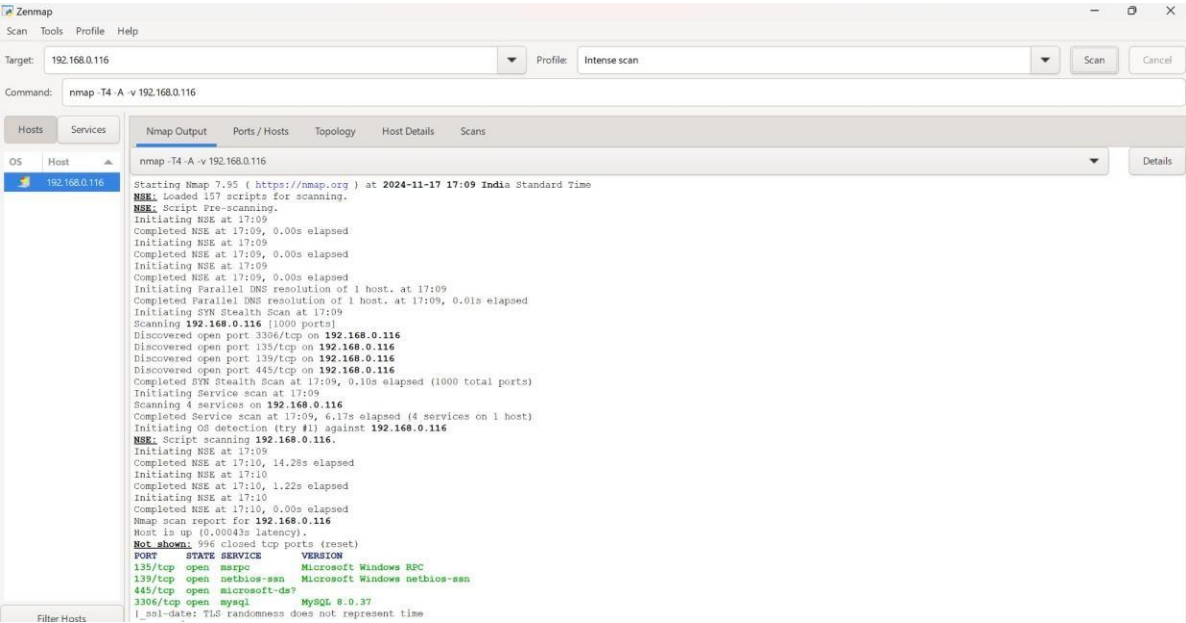 Zenmap
Scan Tools Profile Help
Target: 192.168.0.116 Profile: Intense scan Scan Cancel
Command: nmap -T4 -A -v 192.168.0.116
Hosts Services
OS Host
192.168.0.116
Filter Hosts
Nmap Output Ports / Hosts Topology Host Details Scans
nmap -T4 -A -v 192.168.0.116 Details
Starting Nmap 7.95 ( https://nmap.org ) at 2024-11-17 17:09 India Standard Time
NSE: Loaded 157 scripts for scanning.
NSE: Script Pre-scanning.
Initiating NSE at 17:09
Completed NSE at 17:09, 0.00s elapsed
Initiating NSE at 17:09
Completed NSE at 17:09, 0.00s elapsed
Initiating NSE at 17:09
Completed NSE at 17:09, 0.00s elapsed
Initiating Parallel DNS resolution of 1 host. at 17:09
Completed Parallel DNS resolution of 1 host. at 17:09, 0.01s elapsed
Initiating SYN Stealth Scan at 17:09
Scanning 192.168.0.116 [1000 ports]
Discovered open port 3306/tcp on 192.168.0.116
Discovered open port 135/tcp on 192.168.0.116
Discovered open port 139/tcp on 192.168.0.116
Discovered open port 445/tcp on 192.168.0.116
Completed SYN Stealth Scan at 17:09, 0.10s elapsed (1000 total ports)
Initiating Service scan at 17:09
Scanning 4 services on 192.168.0.116
Completed Service scan at 17:09, 6.17s elapsed (4 services on 1 host)
Initiating OS detection (try #1) against 192.168.0.116
NSE: Script scanning 192.168.0.116.
Initiating NSE at 17:09
Completed NSE at 17:10, 14.28s elapsed
Initiating NSE at 17:10
Completed NSE at 17:10, 1.22s elapsed
Initiating NSE at 17:10
Completed NSE at 17:10, 0.00s elapsed
Nmap scan report for 192.168.0.116
Host is up (0.00043s latency).
Not shown: 996 closed tcp ports (reset)
PORT STATE SERVICE VERSION
135/tcp open msrpc Microsoft Windows RPC
139/tcp open netbios-ssn Microsoft Windows netbios-ssn
445/tcp open microsoft-ds?
3306/tcp open mysql MySQL 8.0.37
|_ssl-date: TLS randomness does not represent time